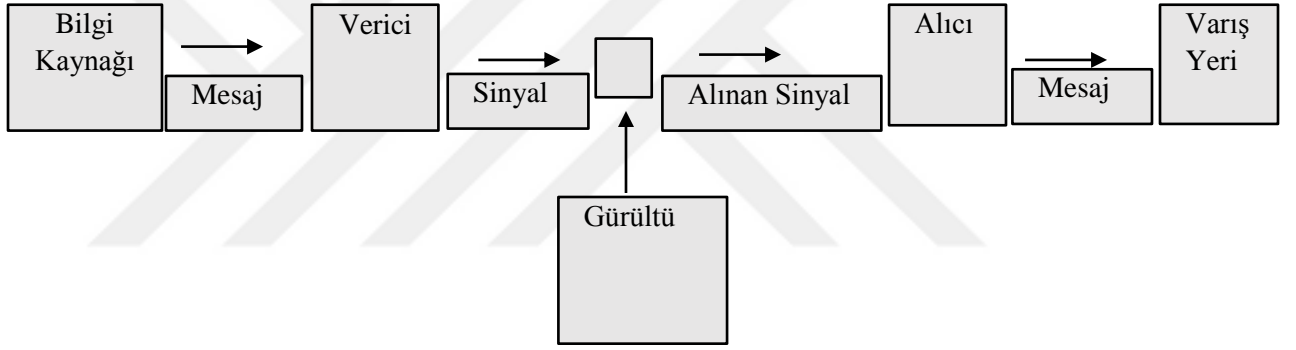 Bilgi
Kaynağı
Mesaj
Verici
Sinyal
Alınan Sinyal
Alıcı
Mesaj
Varış
Yeri
Gürültü